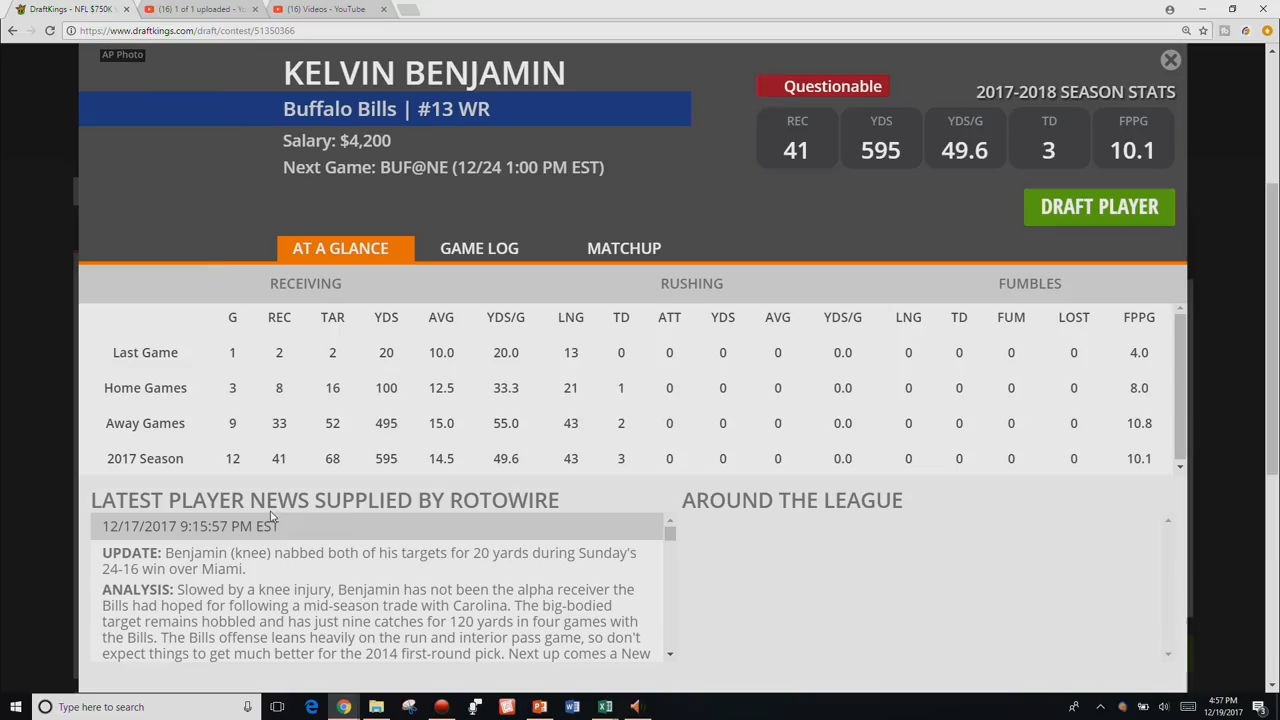 DraftKings - NFL $750K
(16) 1 of 1 uploaded - Yo
(16) Videos - YouTube
https://www.draftkings.com/draft/contest/51350366
AP Photo
KELVIN BENJAMIN
Buffalo Bills | #13 WR
Salary: $4,200
Next Game: BUF@NE (12/24 1:00 PM EST)
Questionable
2017-2018 SEASON STATS
REC YDS YDS/G TD FPPG
41 595 49.6 3 10.1
DRAFT PLAYER
AT A GLANCE GAME LOG MATCHUP
RECEIVING RUSHING FUMBLES
G REC TAR YDS AVG YDS/G LNG TD ATT YDS AVG YDS/G LNG TD FUM LOST FPPG
Last Game 1 2 2 20 10.0 20.0 13 0 0 0 0 0.0 0 0 0 0 4.0
Home Games 3 8 16 100 12.5 33.3 21 1 0 0 0 0.0 0 0 0 0 8.0
Away Games 9 33 52 495 15.0 55.0 43 2 0 0 0 0.0 0 0 0 0 10.8
2017 Season 12 41 68 595 14.5 49.6 43 3 0 0 0 0.0 0 0 0 0 10.1
LATEST PLAYER NEWS SUPPLIED BY ROTOWIRE
12/17/2017 9:15:57 PM EST
UPDATE: Benjamin (knee) nabbed both of his targets for 20 yards during Sunday's
24-16 win over Miami.
ANALYSIS: Slowed by a knee injury, Benjamin has not been the alpha receiver the
Bills had hoped for following a mid-season trade with Carolina. The big-bodied
target remains hobbled and has just nine catches for 120 yards in four games with
the Bills. The Bills offense leans heavily on the run and interior pass game, so don't
expect things to get much better for the 2014 first-round pick. Next up comes a New
AROUND THE LEAGUE
Type here to search
4:57 PM
12/19/2017